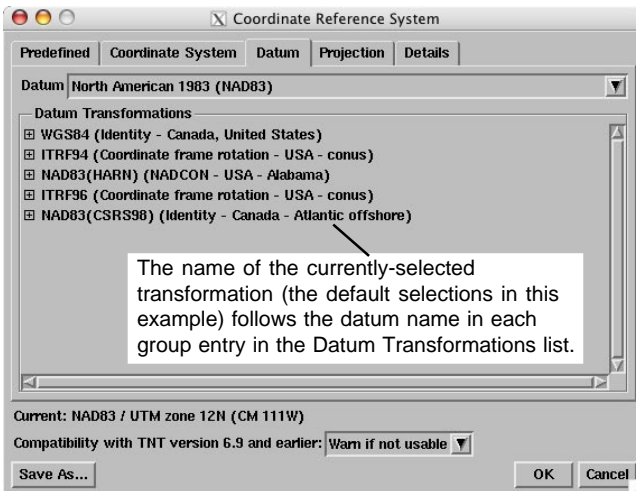 Coordinate Reference System
Predefined Coordinate System Datum Projection Details
Datum North American 1983 (NAD83)
Datum Transformations
WGS84 (Identity - Canada, United States)
ITRF94 (Coordinate frame rotation - USA - conus)
NAD83(HARN) (NADCON - USA - Alabama)
ITRF96 (Coordinate frame rotation - USA - conus)
NAD83(CSRS98) (Identity - Canada - Atlantic offshore)
The name of the currently-selected
transformation (the default selections in this
example) follows the datum name in each
group entry in the Datum Transformations list.
Current: NAD83 / UTM zone 12N (CM 111W)
Compatibility with TNT version 6.9 and earlier: Warn if not usable
Save As... OK Cancel